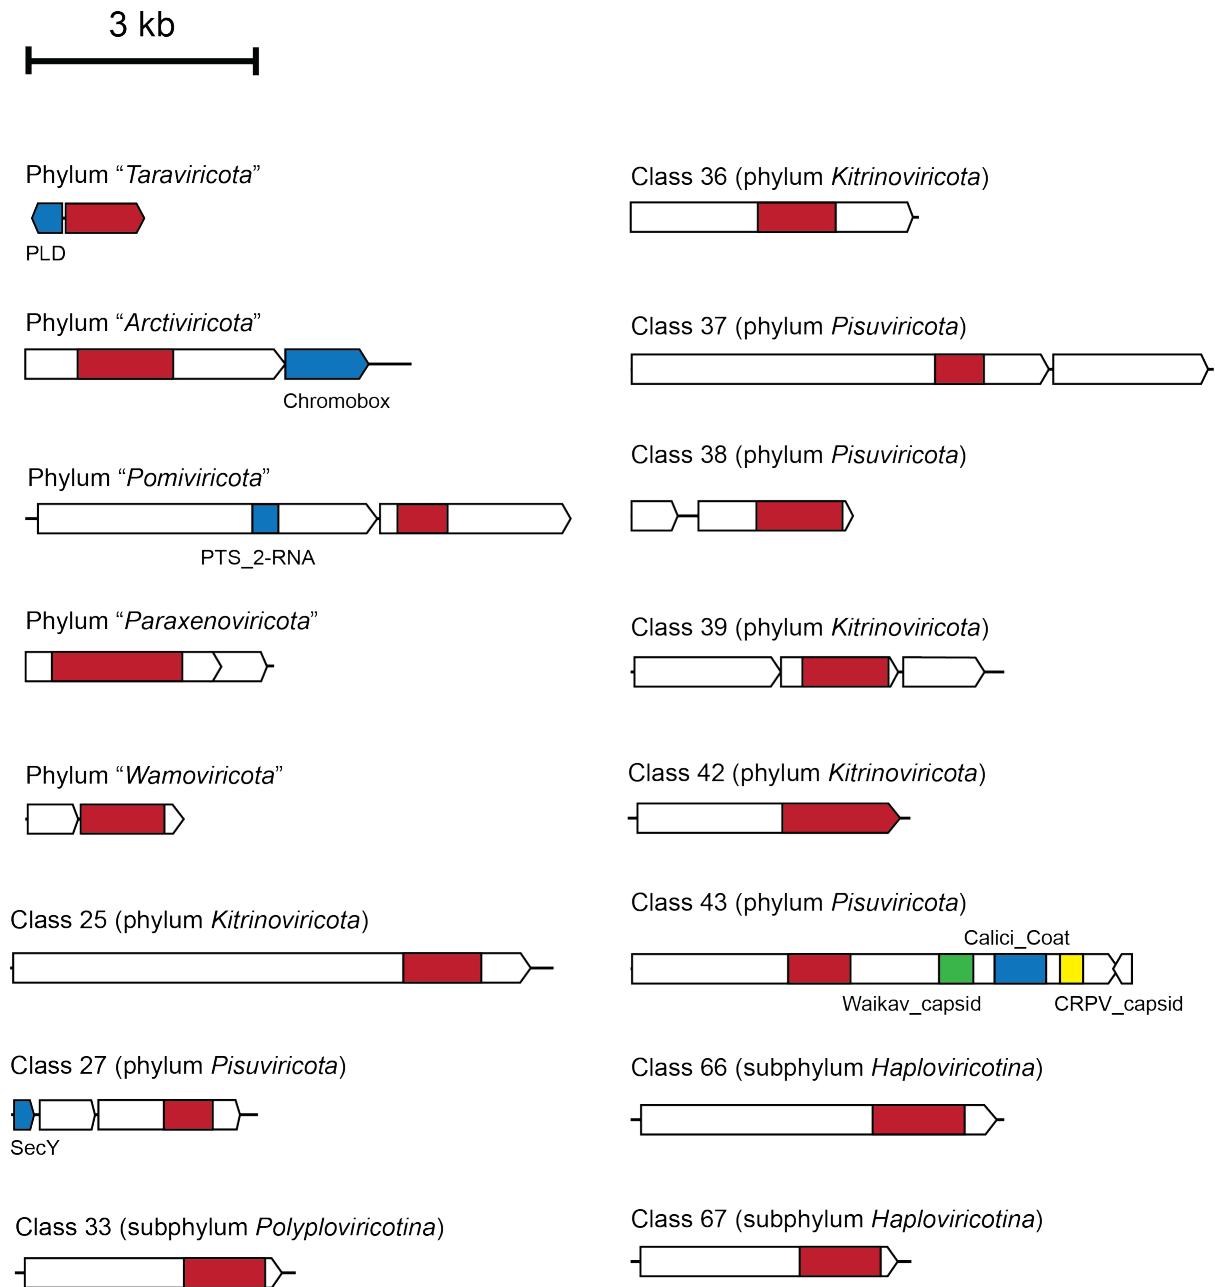 3 kb
Phylum “Taraviricota”
PLD
Phylum “Arctiviricota”
Chromobox
Phylum “Pomiviricota”
PTS_2-RNA
Phylum “Paraxenoviricota”
Phylum “Wamoviricota”
Class 25 (phylum Kitrinoviricota)
Class 27 (phylum Pisuviricota)
SecY
Class 33 (subphylum Polyploviricotina)
Class 36 (phylum Kitrinoviricota)
Class 37 (phylum Pisuviricota)
Class 38 (phylum Pisuviricota)
Class 39 (phylum Kitrinoviricota)
Class 42 (phylum Kitrinoviricota)
Class 43 (phylum Pisuviricota)
Calici_Coat
Waikav_capsid
CRPV_capsid
Class 66 (subphylum Haploviricotina)
Class 67 (subphylum Haploviricotina)